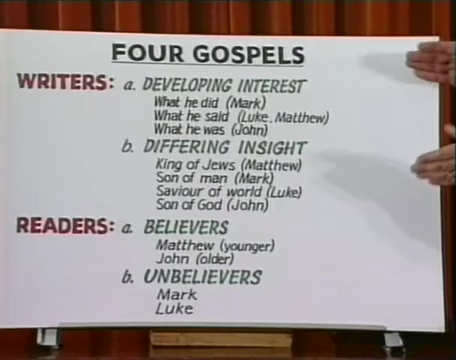 FOUR GOSPELS
WRITERS: a. DEVELOPING INTEREST
What he did (Mark)
What he said (Luke, Matthew)
What he was (John)
b. DIFFERING INSIGHT
King of Jews (Matthew)
Son of man (Mark)
Saviour of world (Luke)
Son of God (John)
READERS: a. BELIEVERS
Matthew (younger)
John (older)
b. UNBELIEVERS
Mark
Luke